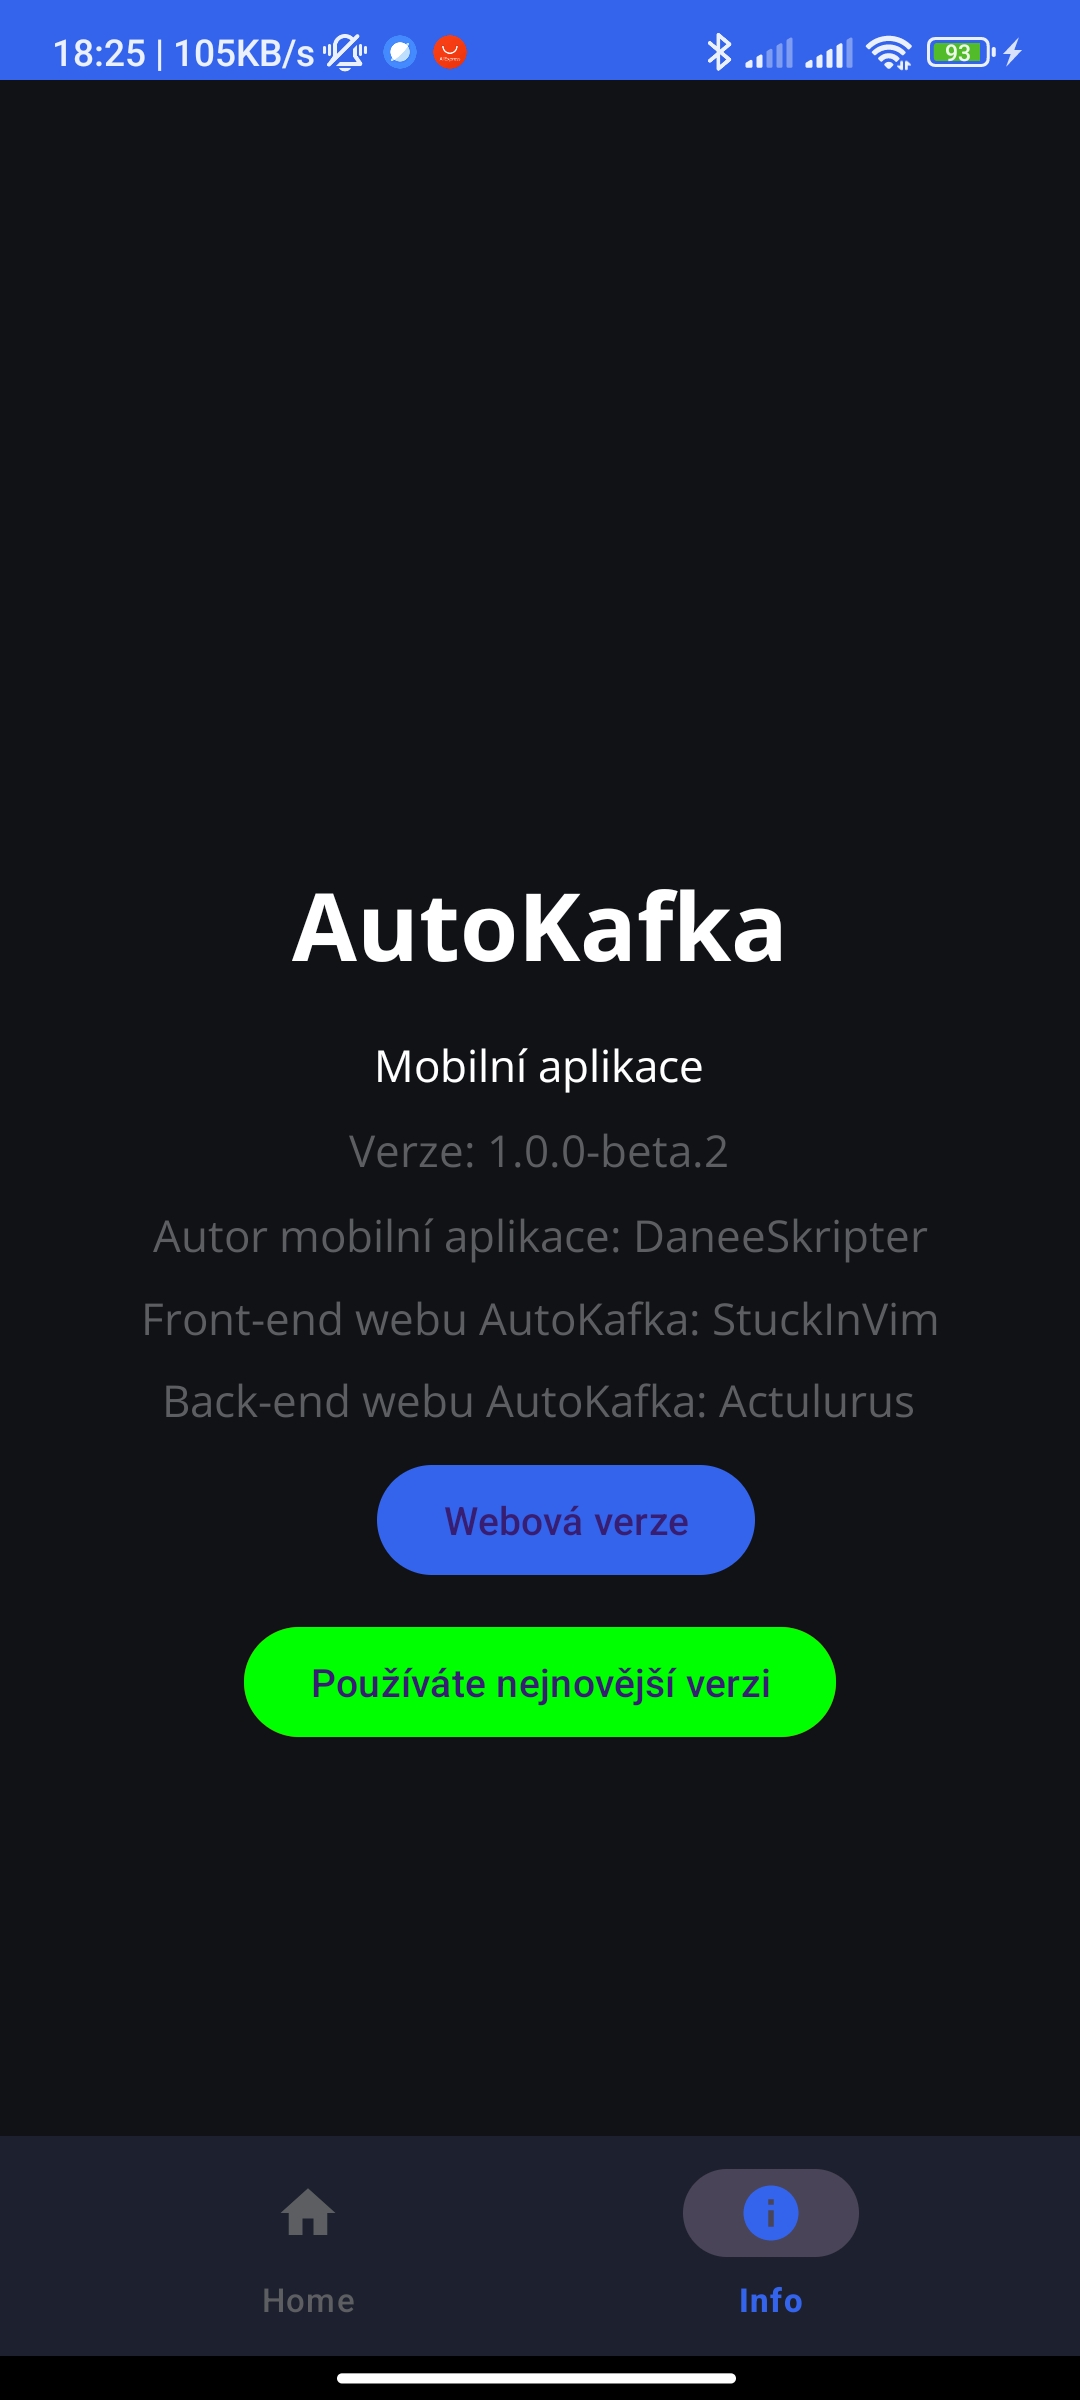 18:25 | 105KB/s
93
AutoKafka
Mobilní aplikace
Verze: 1.0.0-beta.2
Autor mobilní aplikace: DaneeSkripter
Front-end webu AutoKafka: StuckInVim
Back-end webu AutoKafka: Actulurus
Webová verze
Používáte nejnovější verzi
Home
Info